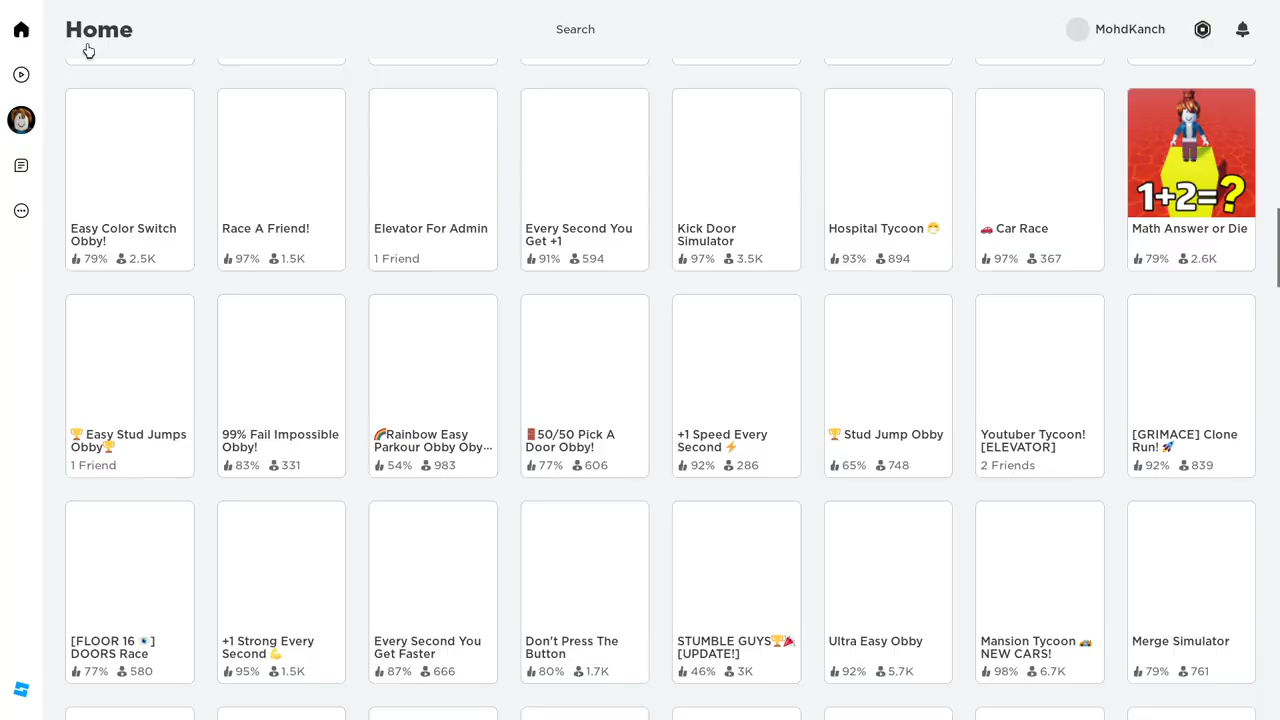 Home
Search
MohdKanch
1+2=?
Easy Color Switch
Obby!
79% 2.5K
Race A Friend!
97% 1.5K
Elevator For Admin
1 Friend
Every Second You
Get +1
91% 594
Kick Door
Simulator
97% 3.5K
Hospital Tycoon 😷
93% 894
🚗 Car Race
97% 367
Math Answer or Die
79% 2.6K
🏆 Easy Stud Jumps
Obby🏆
1 Friend
99% Fail Impossible
Obby!
83% 331
🌈Rainbow Easy
Parkour Obby Oby...
54% 983
🚪50/50 Pick A
Door Obby!
77% 606
+1 Speed Every
Second ⚡
92% 286
🏆 Stud Jump Obby
65% 748
Youtuber Tycoon!
[ELEVATOR]
2 Friends
[GRIMACE] Clone
Run! 🚀
92% 839
[FLOOR 16 👁️]
DOORS Race
77% 580
+1 Strong Every
Second 💪
95% 1.5K
Every Second You
Get Faster
87% 666
Don't Press The
Button
80% 1.7K
STUMBLE GUYS🏆🎉
[UPDATE!]
46% 3K
Ultra Easy Obby
92% 5.7K
Mansion Tycoon 🚙
NEW CARS!
98% 6.7K
Merge Simulator
79% 761